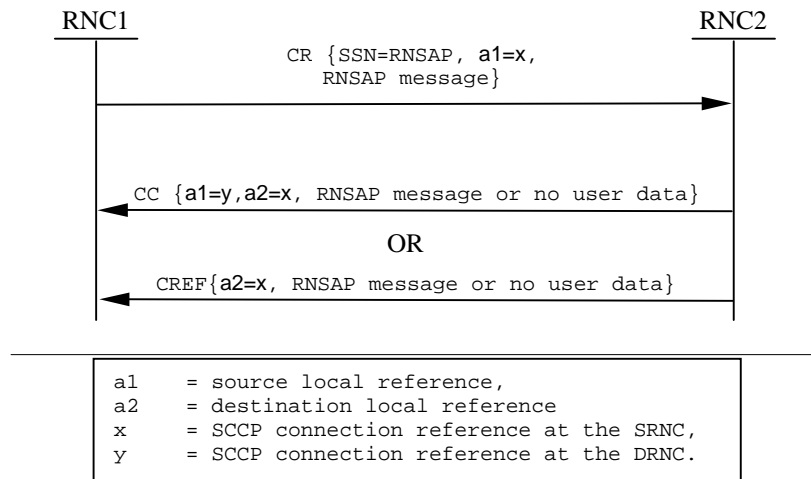 RNC1 RNC2
CR {SSN=RNSAP, a1=x,
RNSAP message}
CC {a1=y,a2=x, RNSAP message or no user data}
OR
CREF{a2=x, RNSAP message or no user data}
a1 = source local reference,
a2 = destination local reference
x = SCCP connection reference at the SRNC,
y = SCCP connection reference at the DRNC.